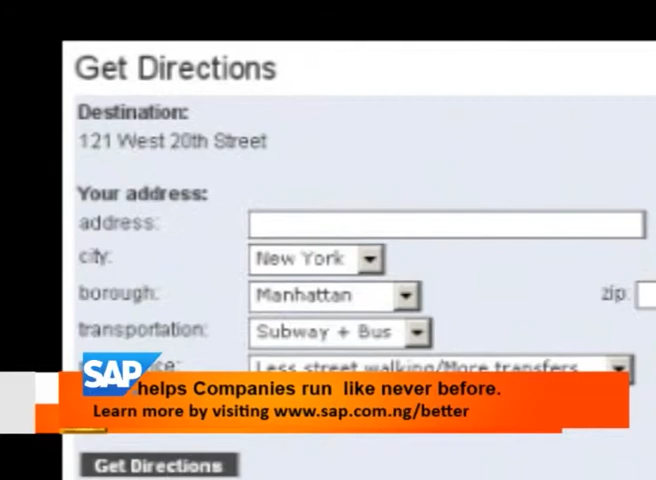 Get Directions
Destination:
121 West 20th Street
Your address:
address:
city: New York
borough: Manhattan zip:
transportation: Subway + Bus
Less street walking/More transfers
SAP helps Companies run like never before.
Learn more by visiting www.sap.com.ng/better
Get Directions